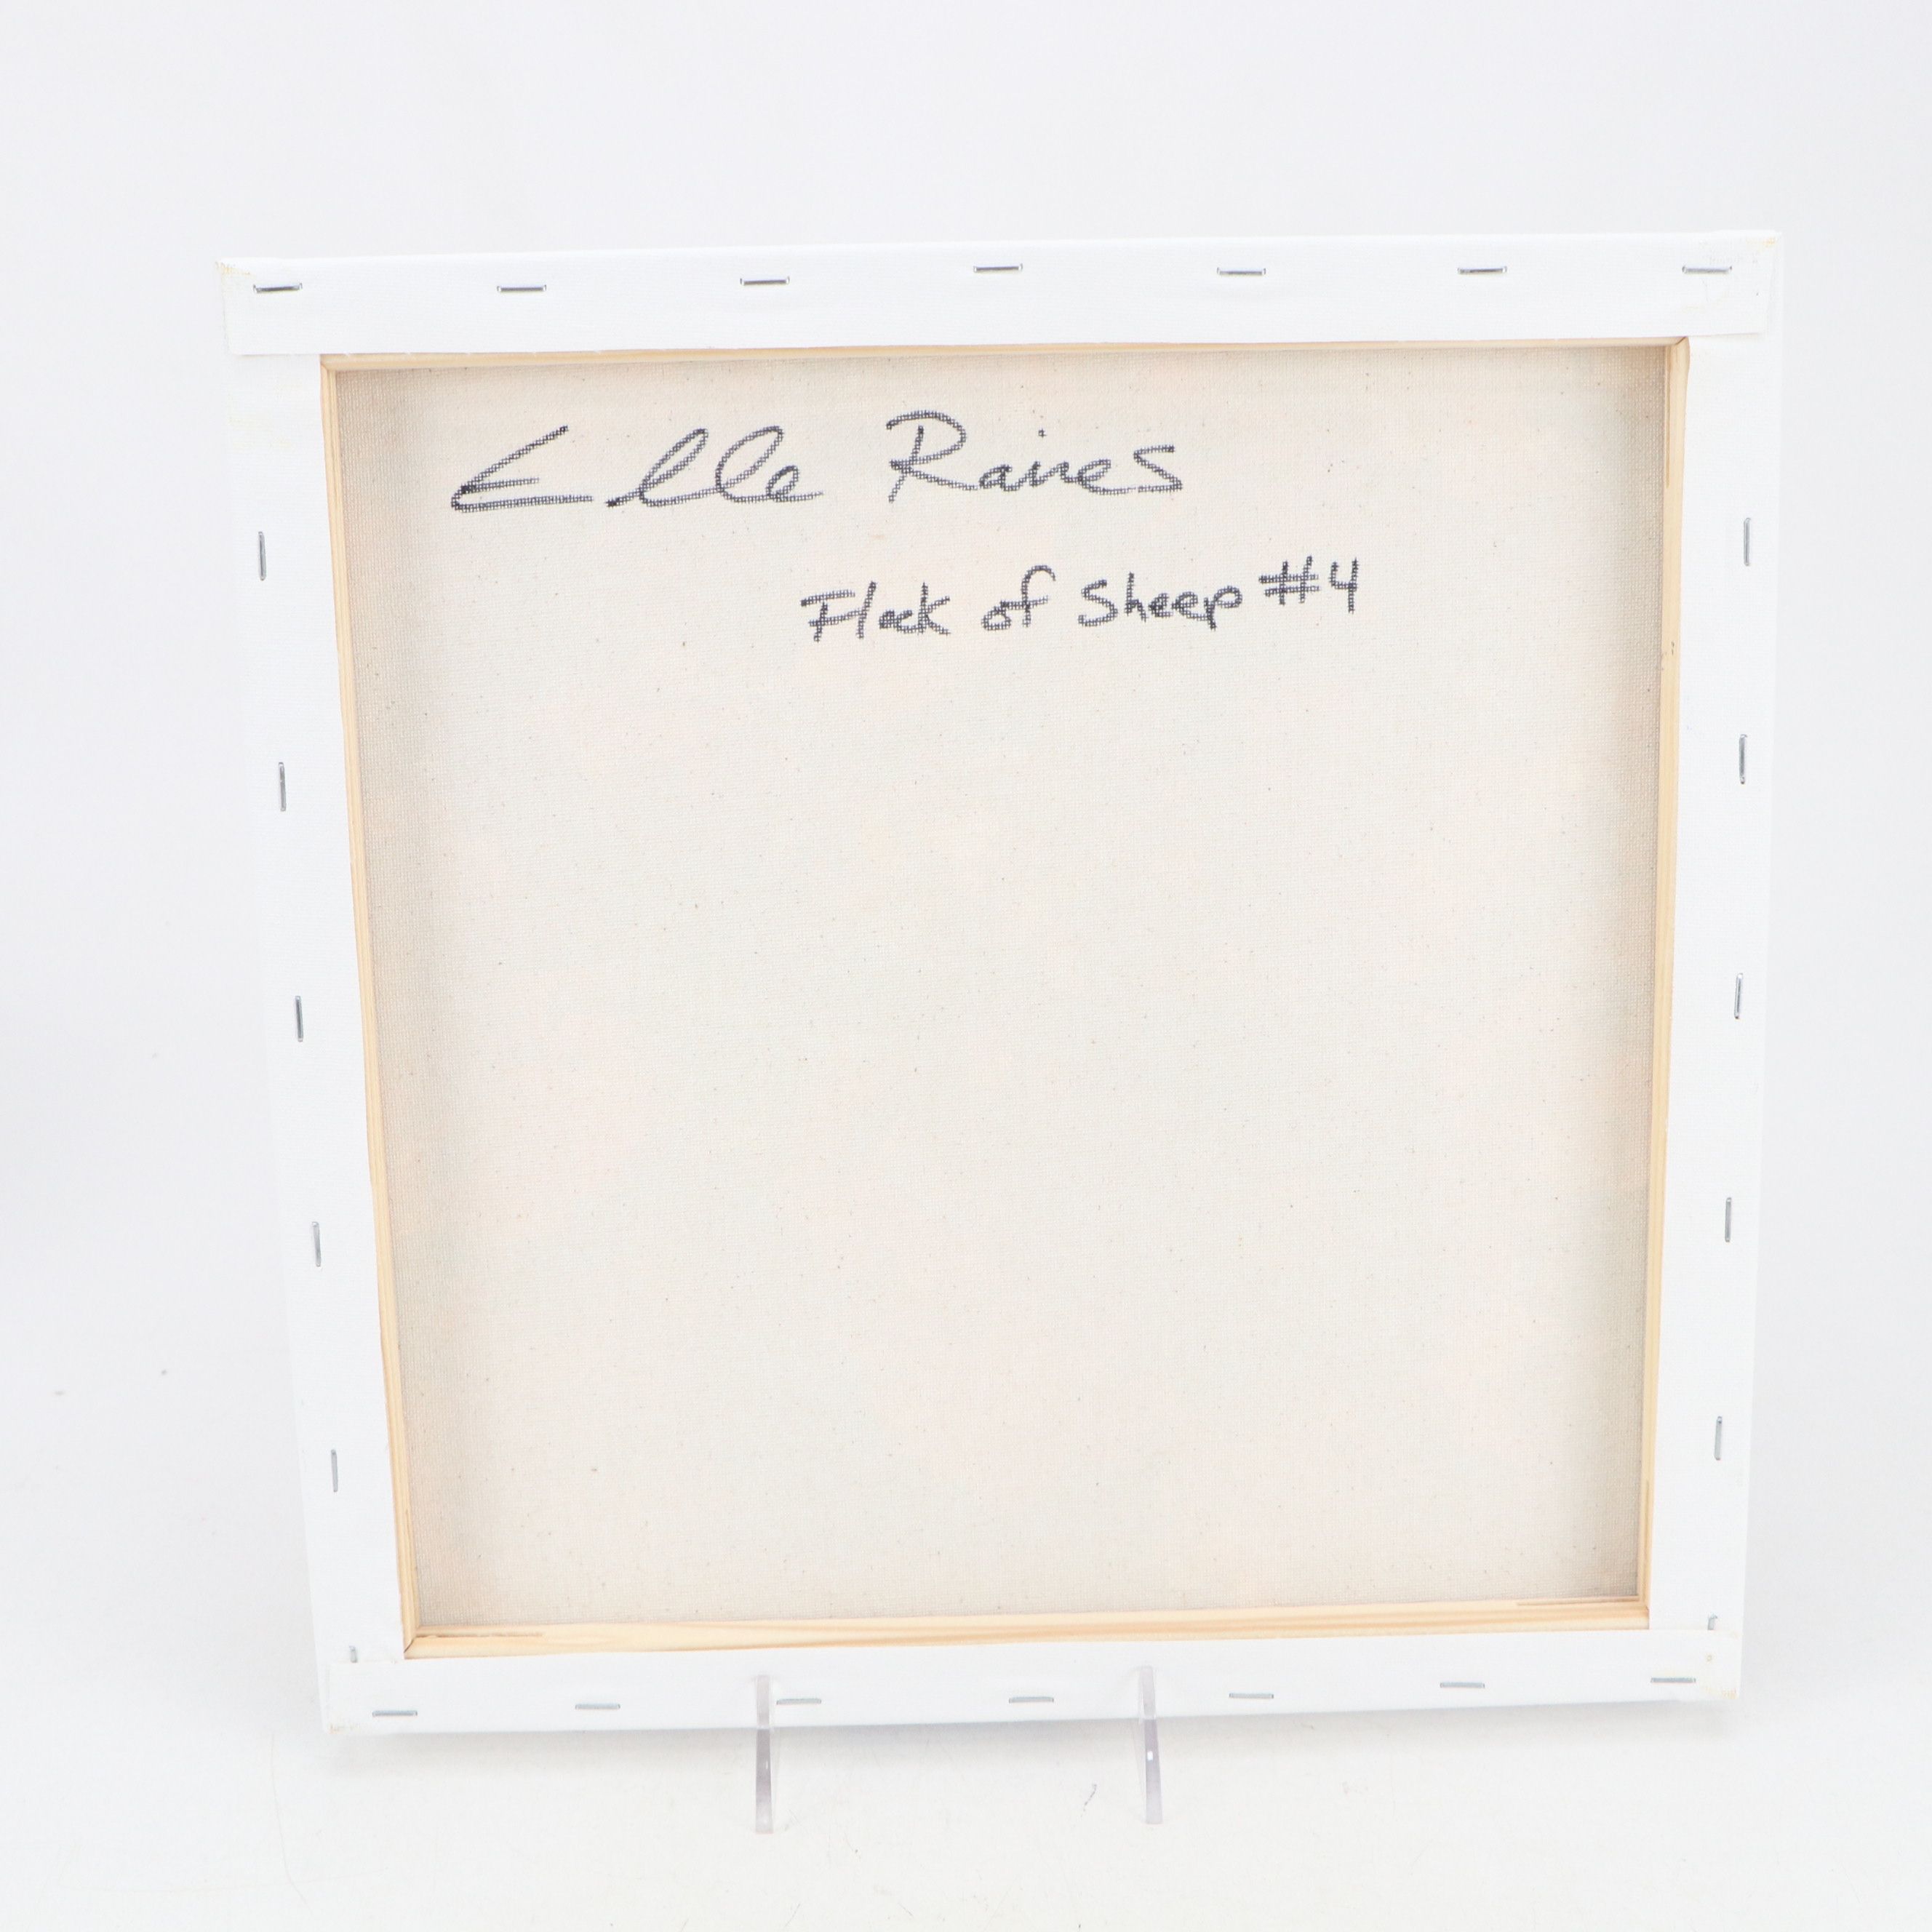 Elle Raines
Flock of Sheep #4